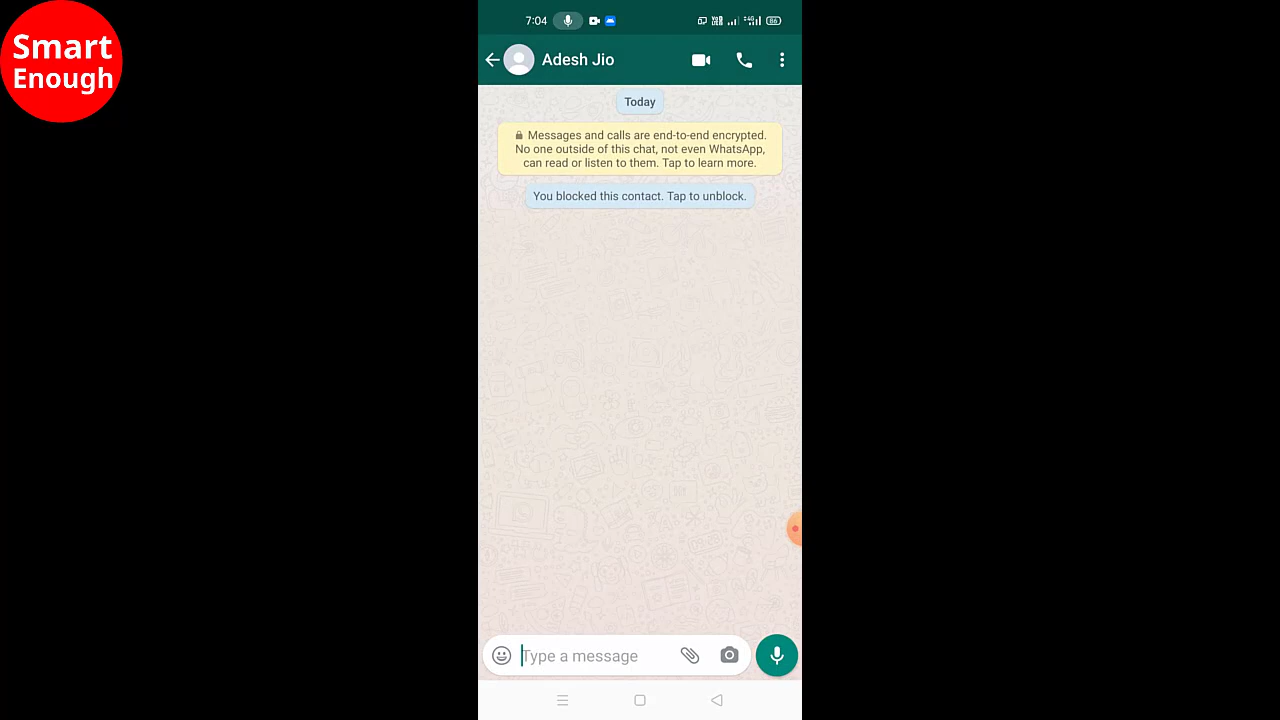 Smart
Enough
7:04
86
Adesh Jio
Today
Messages and calls are end-to-end encrypted.
No one outside of this chat, not even WhatsApp,
can read or listen to them. Tap to learn more.
You blocked this contact. Tap to unblock.
Type a message